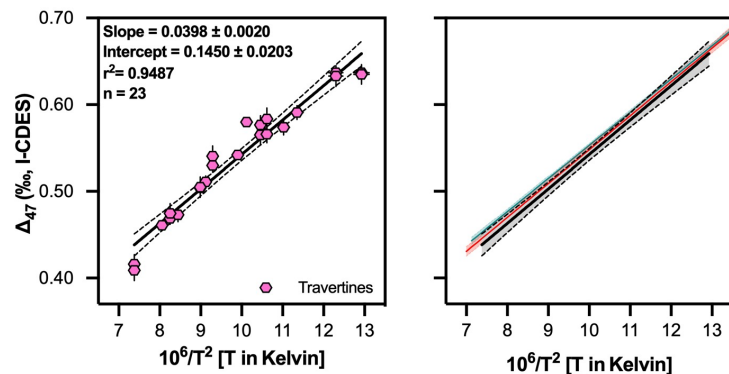 0.70
0.60
0.50
0.40
Δ47 (‰, I-CDES)
Slope = 0.0398 ± 0.0020
Intercept = 0.1450 ± 0.0203
r²= 0.9487
n = 23
Travertines
7 8 9 10 11 12 13
10⁶/T² [T in Kelvin]
7 8 9 10 11 12 13
10⁶/T² [T in Kelvin]